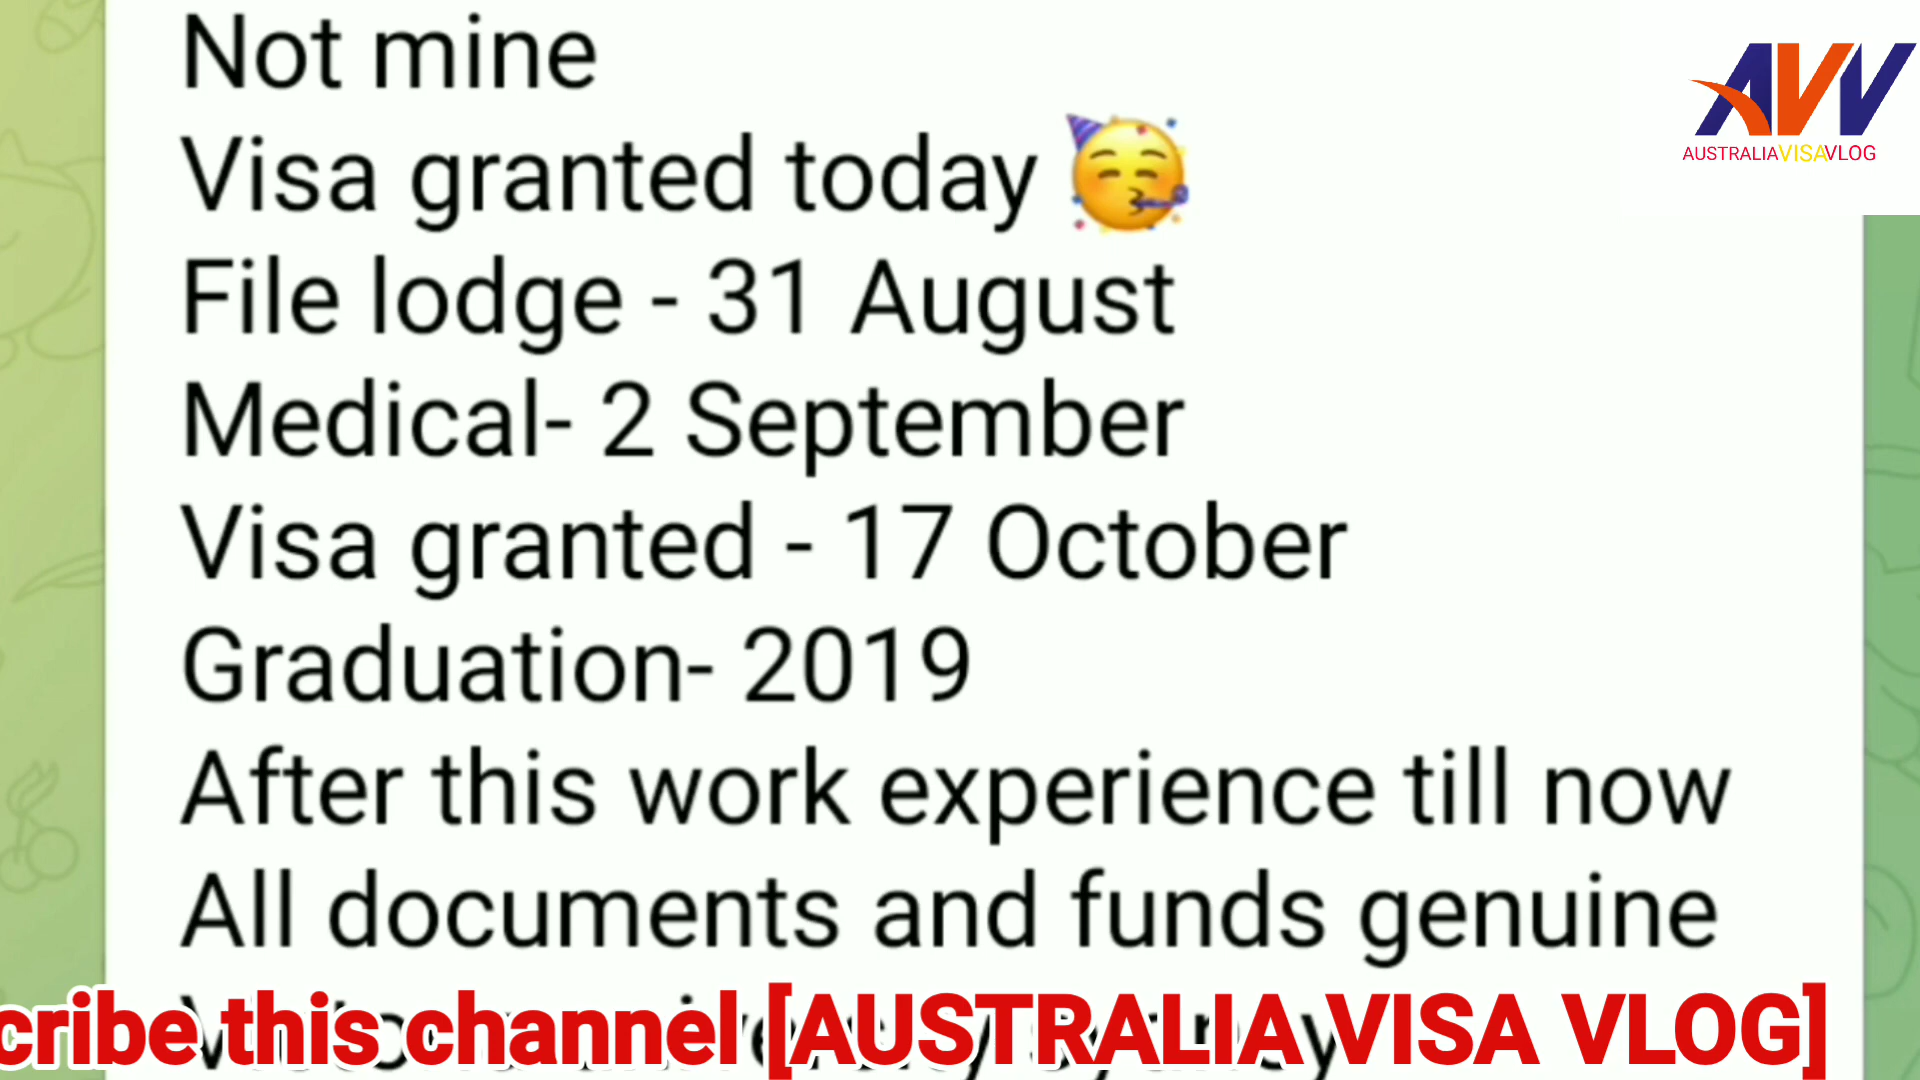 Not mine
Visa granted today 🥳
File lodge - 31 August
Medical- 2 September
Visa granted - 17 October
Graduation- 2019
After this work experience till now
All documents and funds genuine
cribe this channel [AUSTRALIA VISA VLOG]
AVV
AUSTRALIAVISAVLOG